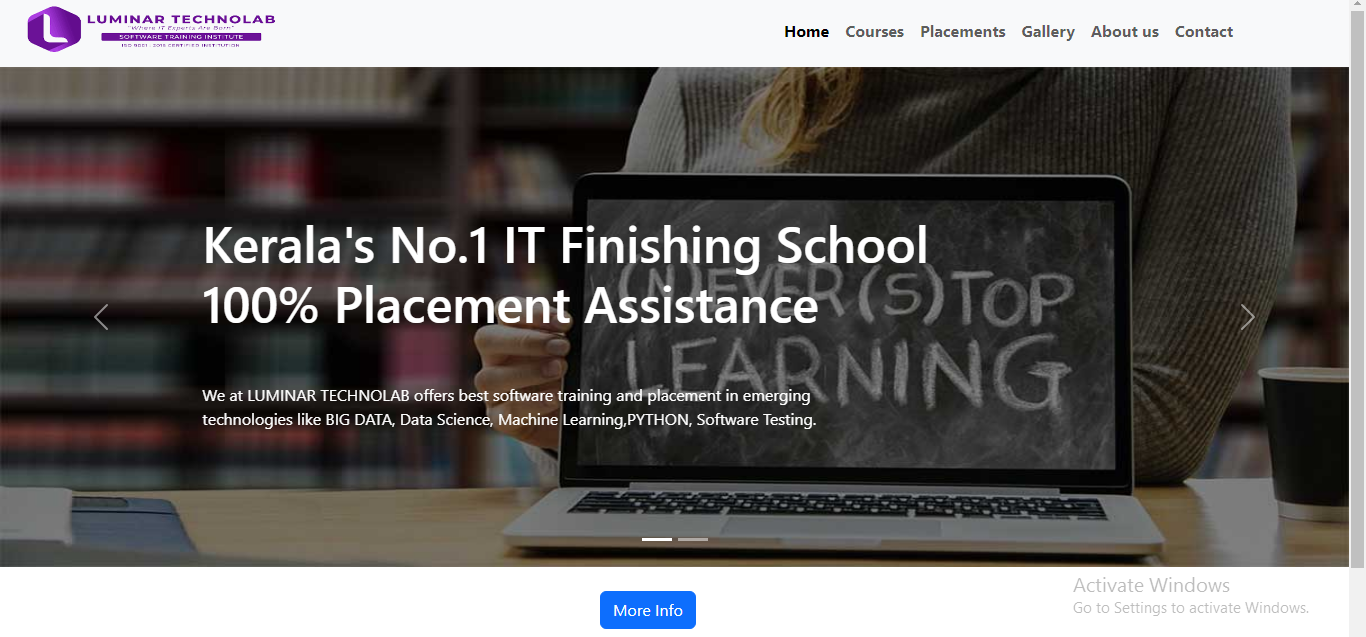 LUMINAR TECHNOLAB
"Where IT Experts Are Born"
SOFTWARE TRAINING INSTITUTE
ISO 9001 : 2015 CERTIFIED INSTITUTION
Home Courses Placements Gallery About us Contact
Kerala's No.1 IT Finishing School
100% Placement Assistance
(N)EVER (S)TOP
LEARNING
We at LUMINAR TECHNOLAB offers best software training and placement in emerging
technologies like BIG DATA, Data Science, Machine Learning,PYTHON, Software Testing.
More Info
Activate Windows
Go to Settings to activate Windows.